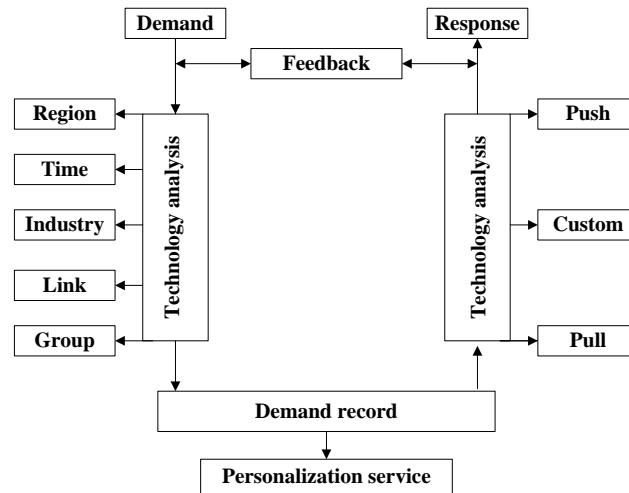 Demand
Response
Feedback
Region
Time
Industry
Link
Group
Technology analysis
Technology analysis
Push
Custom
Pull
Demand record
Personalization service